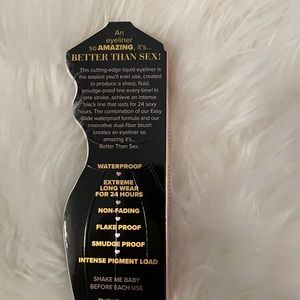 An
eyeliner
so AMAZING, it's...
BETTER THAN SEX!
This cutting-edge liquid eyeliner is
the easiest you'll ever use, created
to produce a sharp, fluid,
smudge-proof line every time! In
one stroke, achieve an intense
black line that lasts for 24 sexy
hours. The combination of our Easy
Glide waterproof formula and our
innovative dual-fiber brush
creates an eyeliner so
amazing it's...
Better Than Sex.
WATERPROOF
EXTREME
LONG WEAR
FOR 24 HOURS
NON-FADING
FLAKE PROOF
SMUDGE PROOF
INTENSE PIGMENT LOAD
SHAKE ME BABY
BEFORE EACH USE